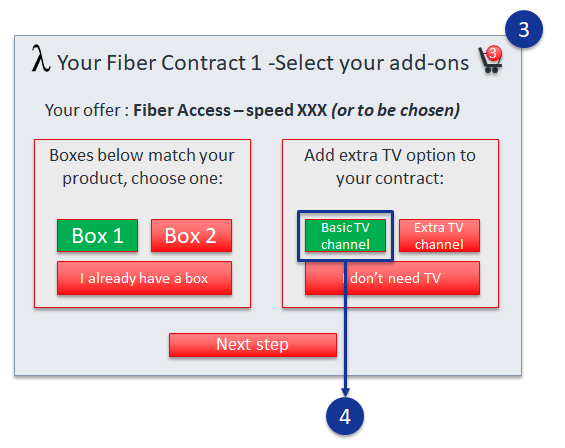 3
λ Your Fiber Contract 1 -Select your add-ons 3
Your offer : Fiber Access – speed XXX (or to be chosen)
Boxes below match your
product, choose one:
Box 1 Box 2
I already have a box
Add extra TV option to
your contract:
Basic TV
channel
Extra TV
channel
I don't need TV
Next step
4